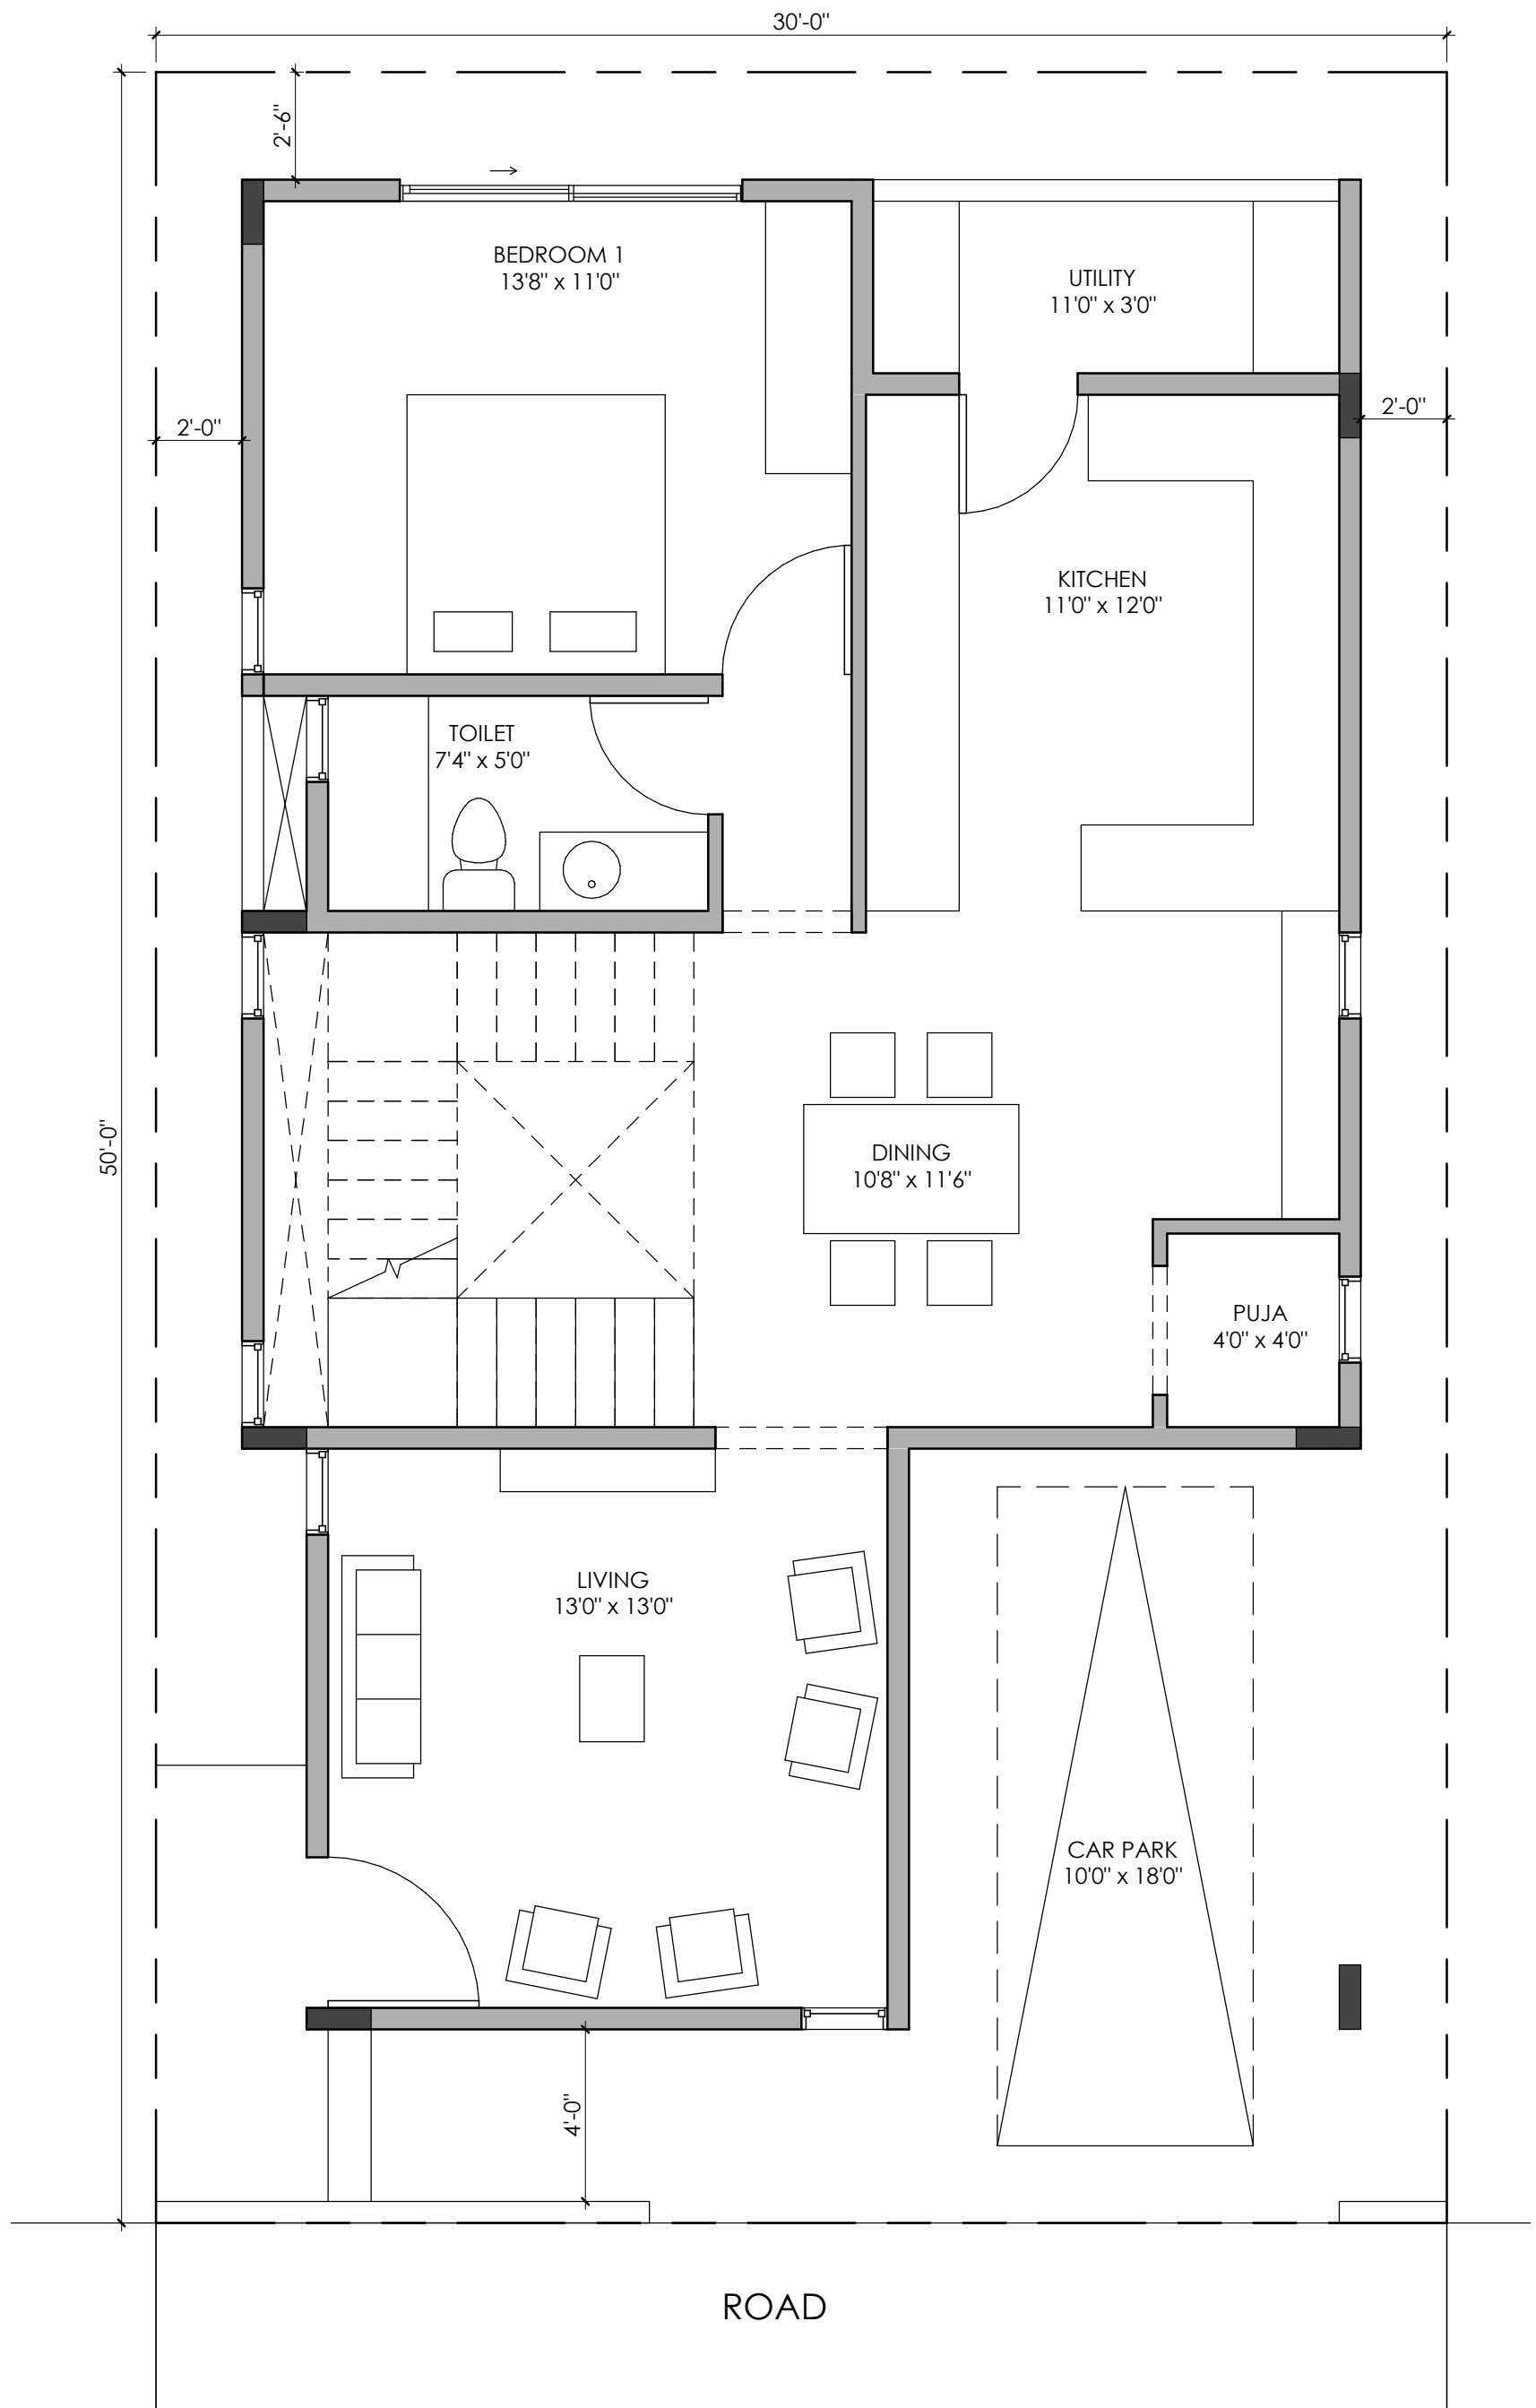 30'-0"
2'-6"
BEDROOM 1
13'8" x 11'0"
UTILITY
11'0" x 3'0"
2'-0"
2'-0"
KITCHEN
11'0" x 12'0"
TOILET
7'4" x 5'0"
50'-0"
DINING
10'8" x 11'6"
PUJA
4'0" x 4'0"
LIVING
13'0" x 13'0"
CAR PARK
10'0" x 18'0"
4'-0"
ROAD